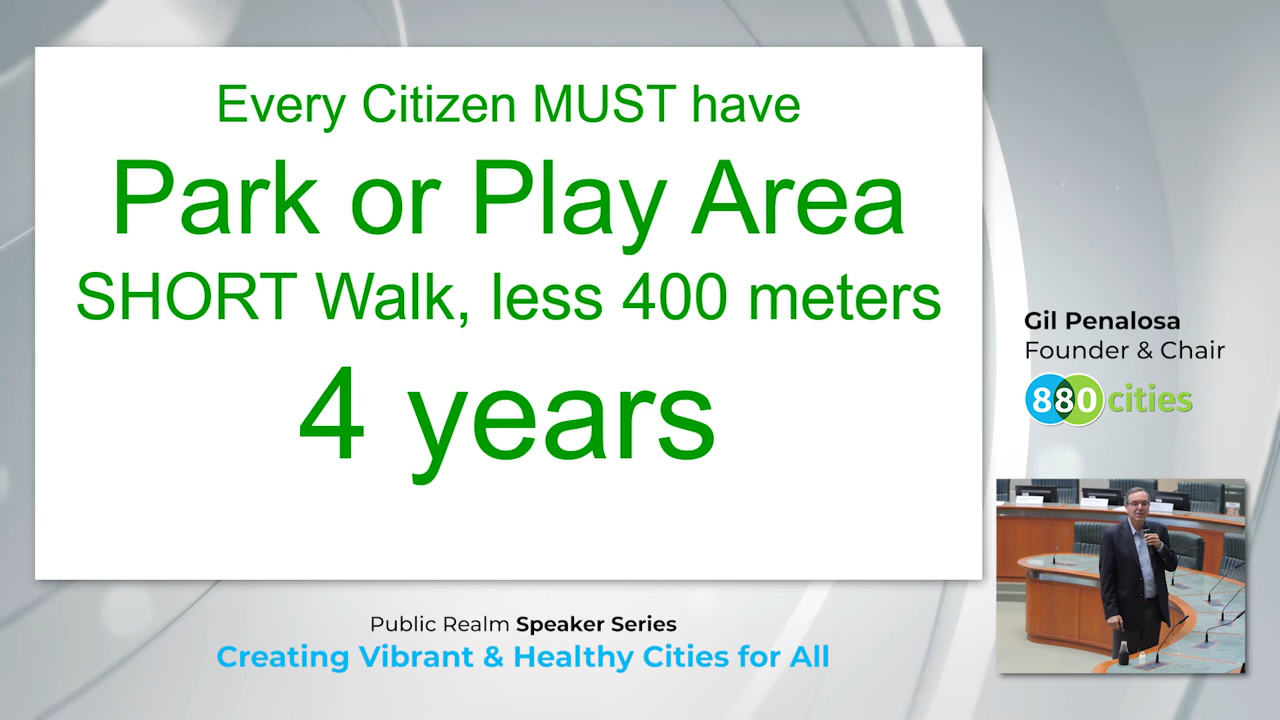 Every Citizen MUST have
Park or Play Area
SHORT Walk, less 400 meters
4 years
Gil Penalosa
Founder & Chair
880 cities
Public Realm Speaker Series
Creating Vibrant & Healthy Cities for All